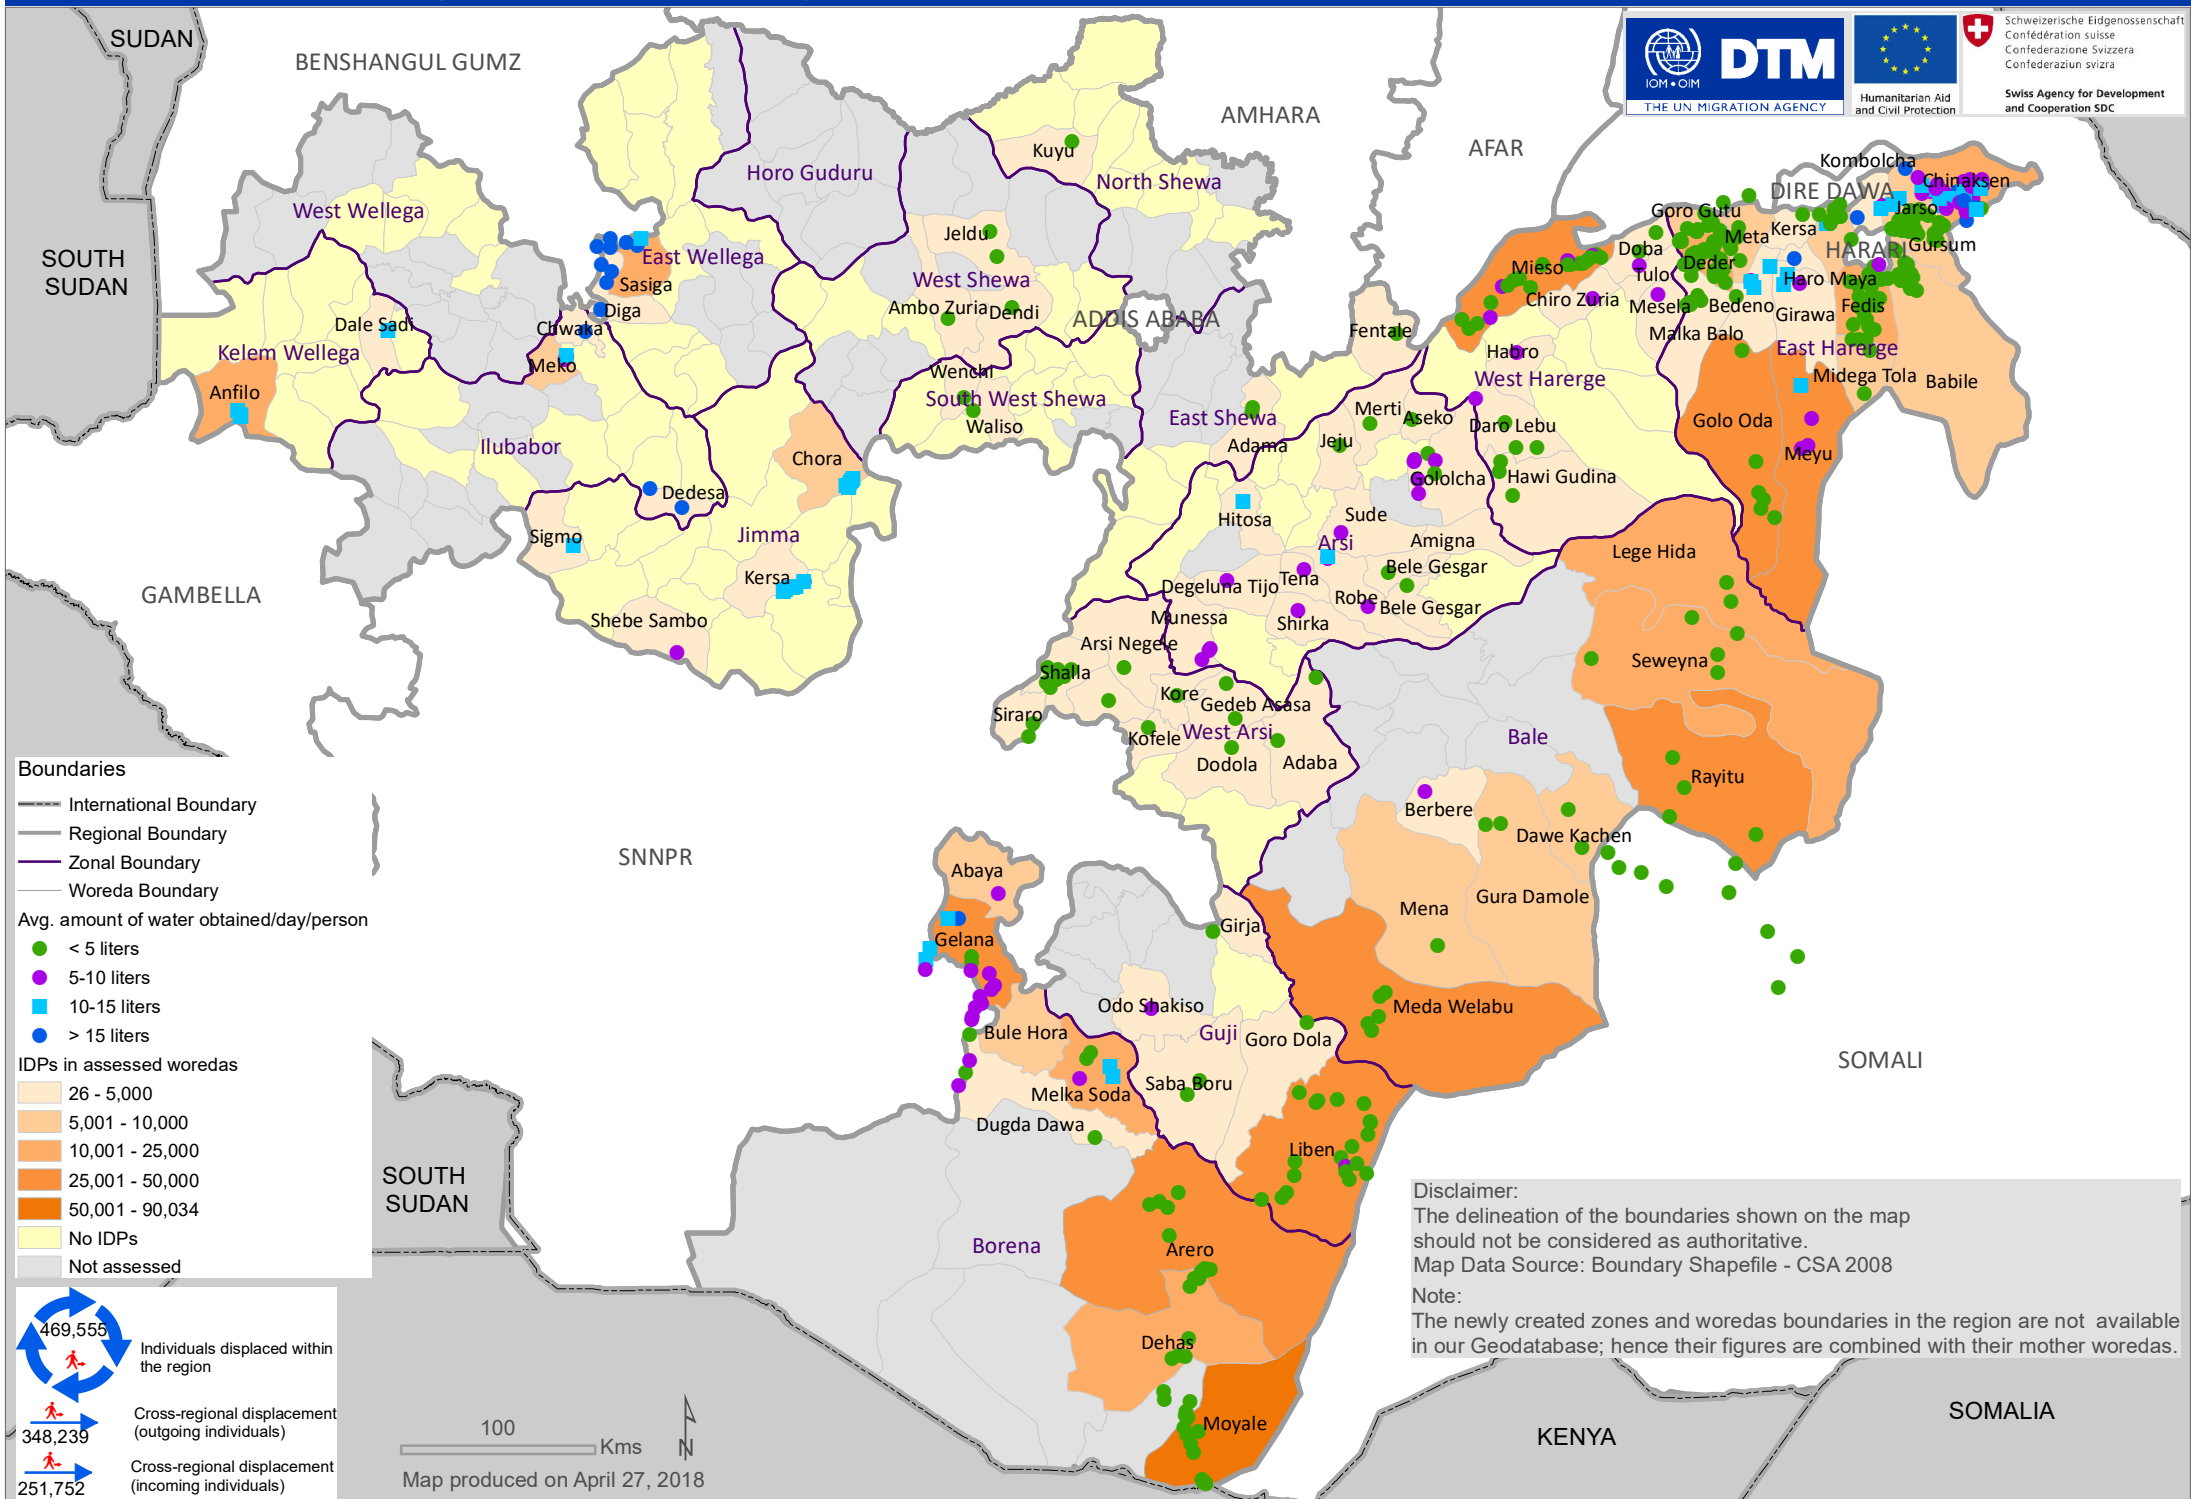 SUDAN
BENSHANGUL GUMZ
AMHARA
AFAR
IOM • OIM
DTM
THE UN MIGRATION AGENCY
Humanitarian Aid
and Civil Protection
Schweizerische Eidgenossenschaft
Confédération suisse
Confederazione Svizzera
Confederaziun svizra
Swiss Agency for Development
and Cooperation SDC
Kuyu
Horo Guduru
North Shewa
West Wellega
Kombolcha
Chinaksen
DIRE DAWA
Jarso
Goro Gutu
Kersa
Meta
Gursum
HARARI
Jeldu
SOUTH
SUDAN
East Wellega
Sasiga
West Shewa
Doba
Tulo
Deder
Mieso
Haro Maya
Chiro Zuria
Mesela
Bedeno
Girawa
Fedis
Diga
Chwaka
Ambo Zuria
Dendi
ADDIS ABABA
Fentale
Malka Balo
Dale Sadi
Kelem Wellega
Meko
Habro
West Harerge
East Harerge
Midega Tola
Babile
Anfilo
Wenchi
South West Shewa
Waliso
East Shewa
Adama
Merti
Aseko
Jeju
Daro Lebu
Golo Oda
Meyu
Ilubabor
Chora
Gololcha
Hawi Gudina
Dedesa
Hitosa
Sude
Sigmo
Jimma
Arsi
Amigna
Lege Hida
Kersa
GAMBELLA
Degeluna Tijo
Tena
Bele Gesgar
Robe
Bele Gesgar
Shebe Sambo
Munessa
Shirka
Arsi Negele
Shalla
Seweyna
Siraro
Kore
Gedeb Asasa
Kofele
West Arsi
Dodola
Adaba
Bale
Rayitu
Berbere
Dawe Kachen
SNNPR
Abaya
Gura Damole
Mena
Gelana
Girja
Odo Shakiso
Meda Welabu
Bule Hora
Guji
Goro Dola
SOMALI
Melka Soda
Saba Boru
Dugda Dawa
Liben
SOUTH
SUDAN
Borena
Arero
Dehas
Moyale
KENYA
SOMALIA
Boundaries
International Boundary
Regional Boundary
Zonal Boundary
Woreda Boundary
Avg. amount of water obtained/day/person
< 5 liters
5-10 liters
10-15 liters
> 15 liters
IDPs in assessed woredas
26 - 5,000
5,001 - 10,000
10,001 - 25,000
25,001 - 50,000
50,001 - 90,034
No IDPs
Not assessed
469,555
Individuals displaced within
the region
348,239
Cross-regional displacement
(outgoing individuals)
251,752
Cross-regional displacement
(incoming individuals)
100
Kms
N
Map produced on April 27, 2018
Disclaimer:
The delineation of the boundaries shown on the map
should not be considered as authoritative.
Map Data Source: Boundary Shapefile - CSA 2008
Note:
The newly created zones and woredas boundaries in the region are not available
in our Geodatabase; hence their figures are combined with their mother woredas.